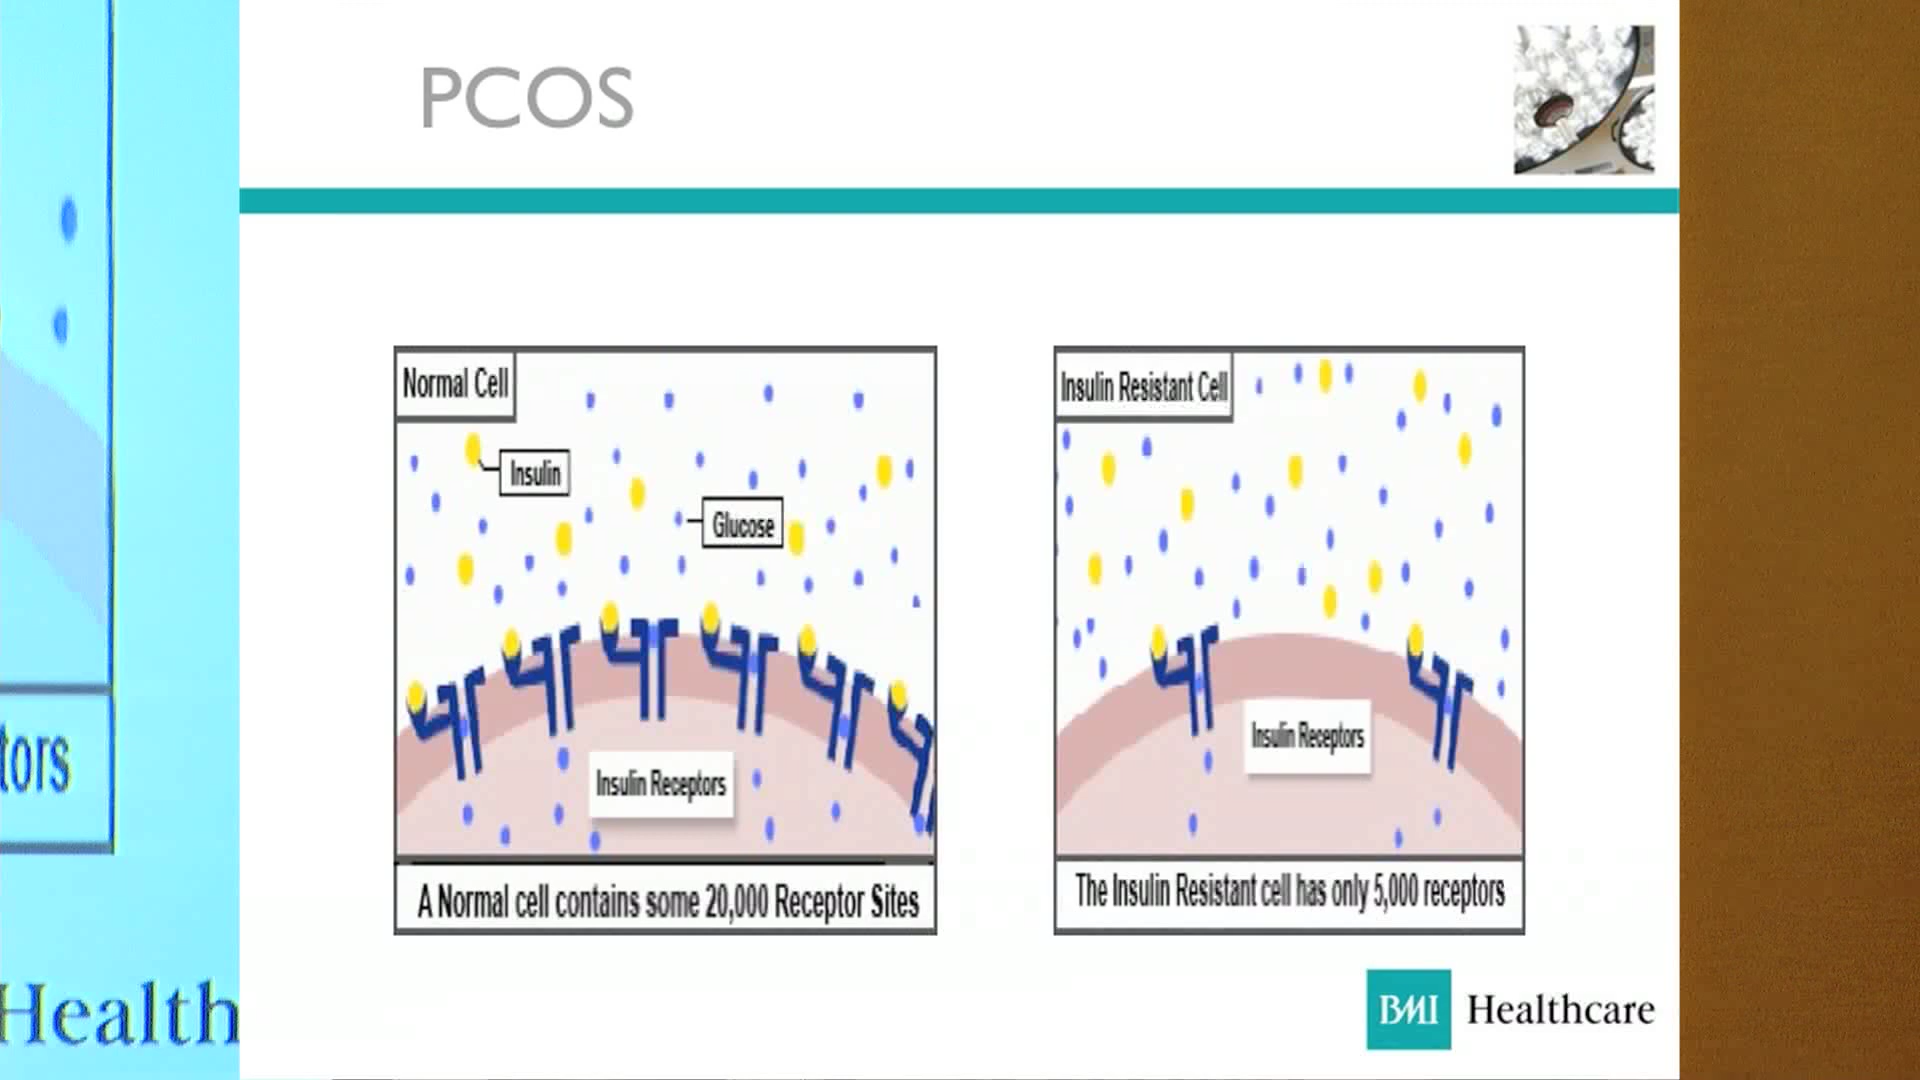 PCOS
Normal Cell
Insulin
Glucose
Insulin Receptors
A Normal cell contains some 20,000 Receptor Sites
Insulin Resistant Cell
Insulin Receptors
The Insulin Resistant cell has only 5,000 receptors
BMI Healthcare
tors
Health